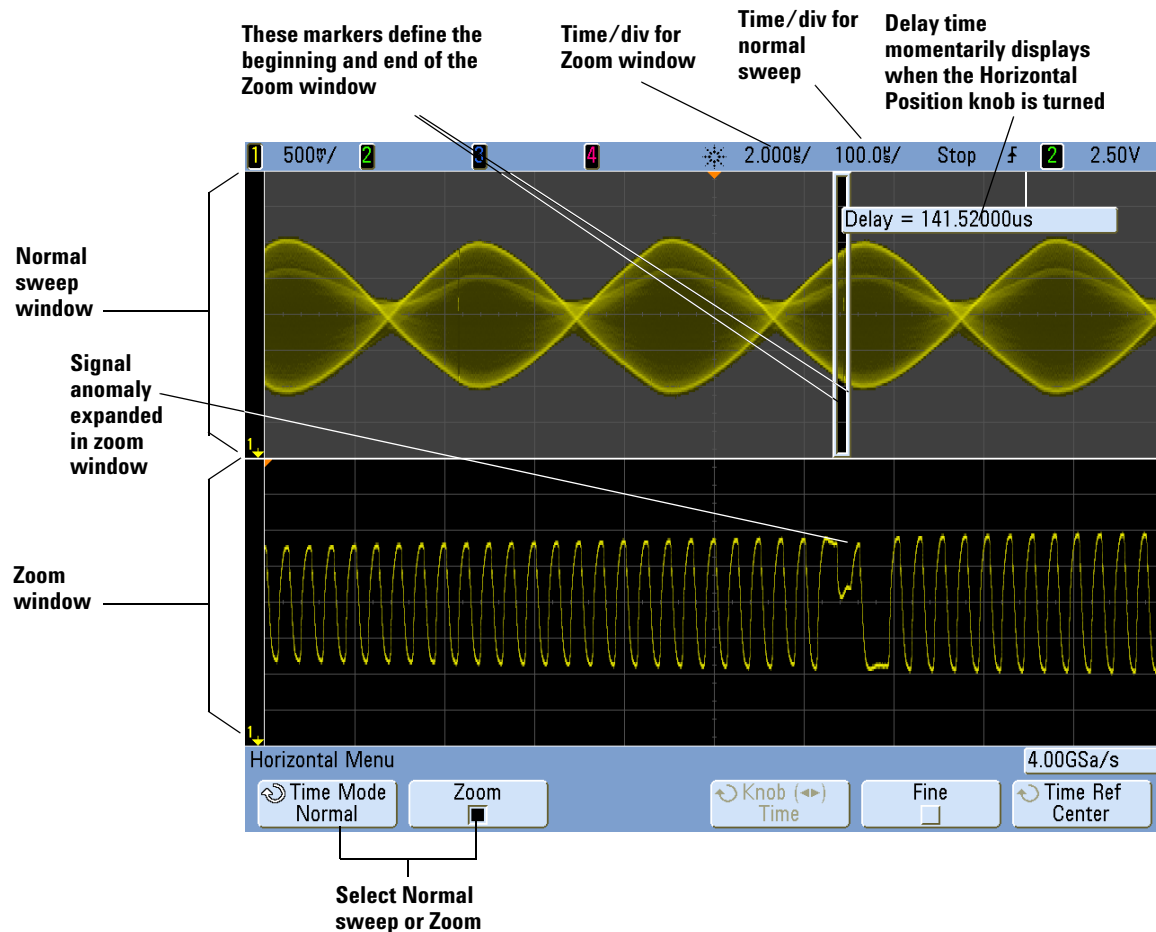 These markers define the
beginning and end of the
Zoom window
Time/div for
Zoom window
Time/div for
normal
sweep
Delay time
momentarily displays
when the Horizontal
Position knob is turned
1 500mV/ 2 3 4 2.000us/ 100.0us/ Stop 2 2.50V
Delay = 141.52000us
Normal
sweep
window
Signal
anomaly
expanded
in zoom
window
1
Zoom
window
1
Horizontal Menu 4.00GSa/s
Time Mode
Normal
Zoom
Knob (◄►)
Time
Fine
Time Ref
Center
Select Normal
sweep or Zoom